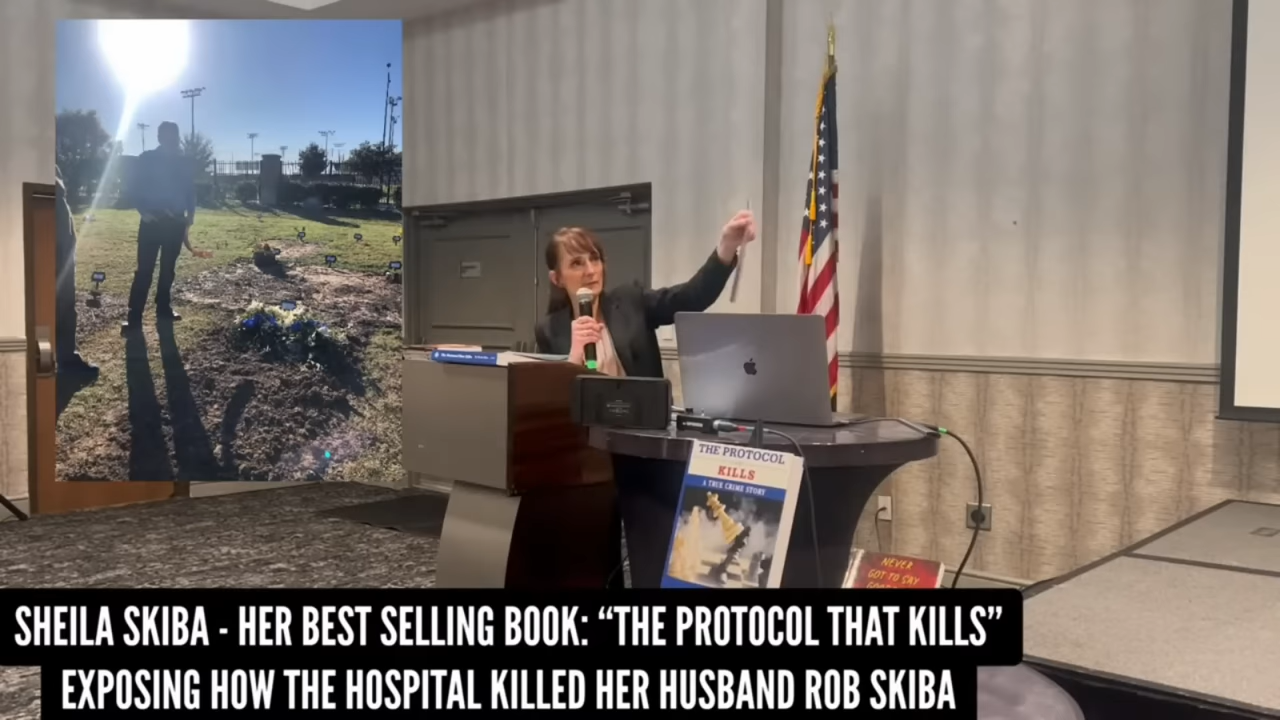 THE PROTOCOL
KILLS
A TRUE CRIME STORY
NEVER
GOT TO SAY
SHEILA SKIBA - HER BEST SELLING BOOK: “THE PROTOCOL THAT KILLS”
EXPOSING HOW THE HOSPITAL KILLED HER HUSBAND ROB SKIBA